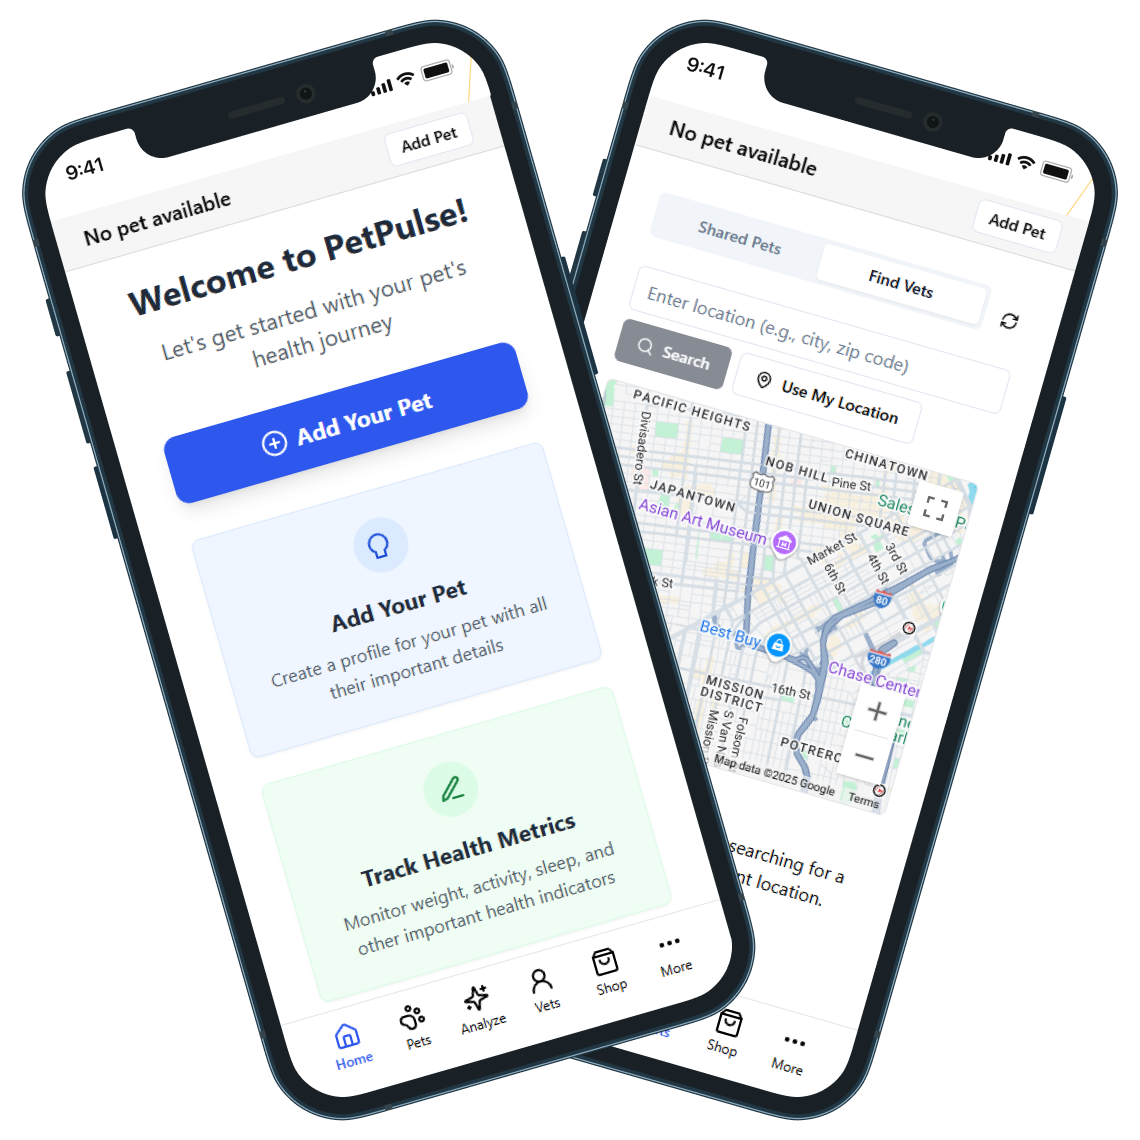 9:41
No pet available
Add Pet
Welcome to PetPulse!
Let's get started with your pet's
health journey
Add Your Pet
Add Your Pet
Create a profile for your pet with all
their important details
Track Health Metrics
Monitor weight, activity, sleep, and
other important health indicators
Home
Pets
Analyze
Vets
Shop
More
9:41
No pet available
Add Pet
Shared Pets
Find Vets
Enter location (e.g., city, zip code)
Search
Use My Location
PACIFIC HEIGHTS
Divisadero St
CHINATOWN
NOB HILL
Pine St
101
JAPANTOWN
Asian Art Museum
UNION SQUARE
Market St
3rd St
4th St
6th St
80
Best Buy
280
Chase Center
MISSION
DISTRICT
16th St
Folsom
S Van N
Mission
POTRERO
Map data ©2025 Google
Terms
searching for a
location.
Shop
More